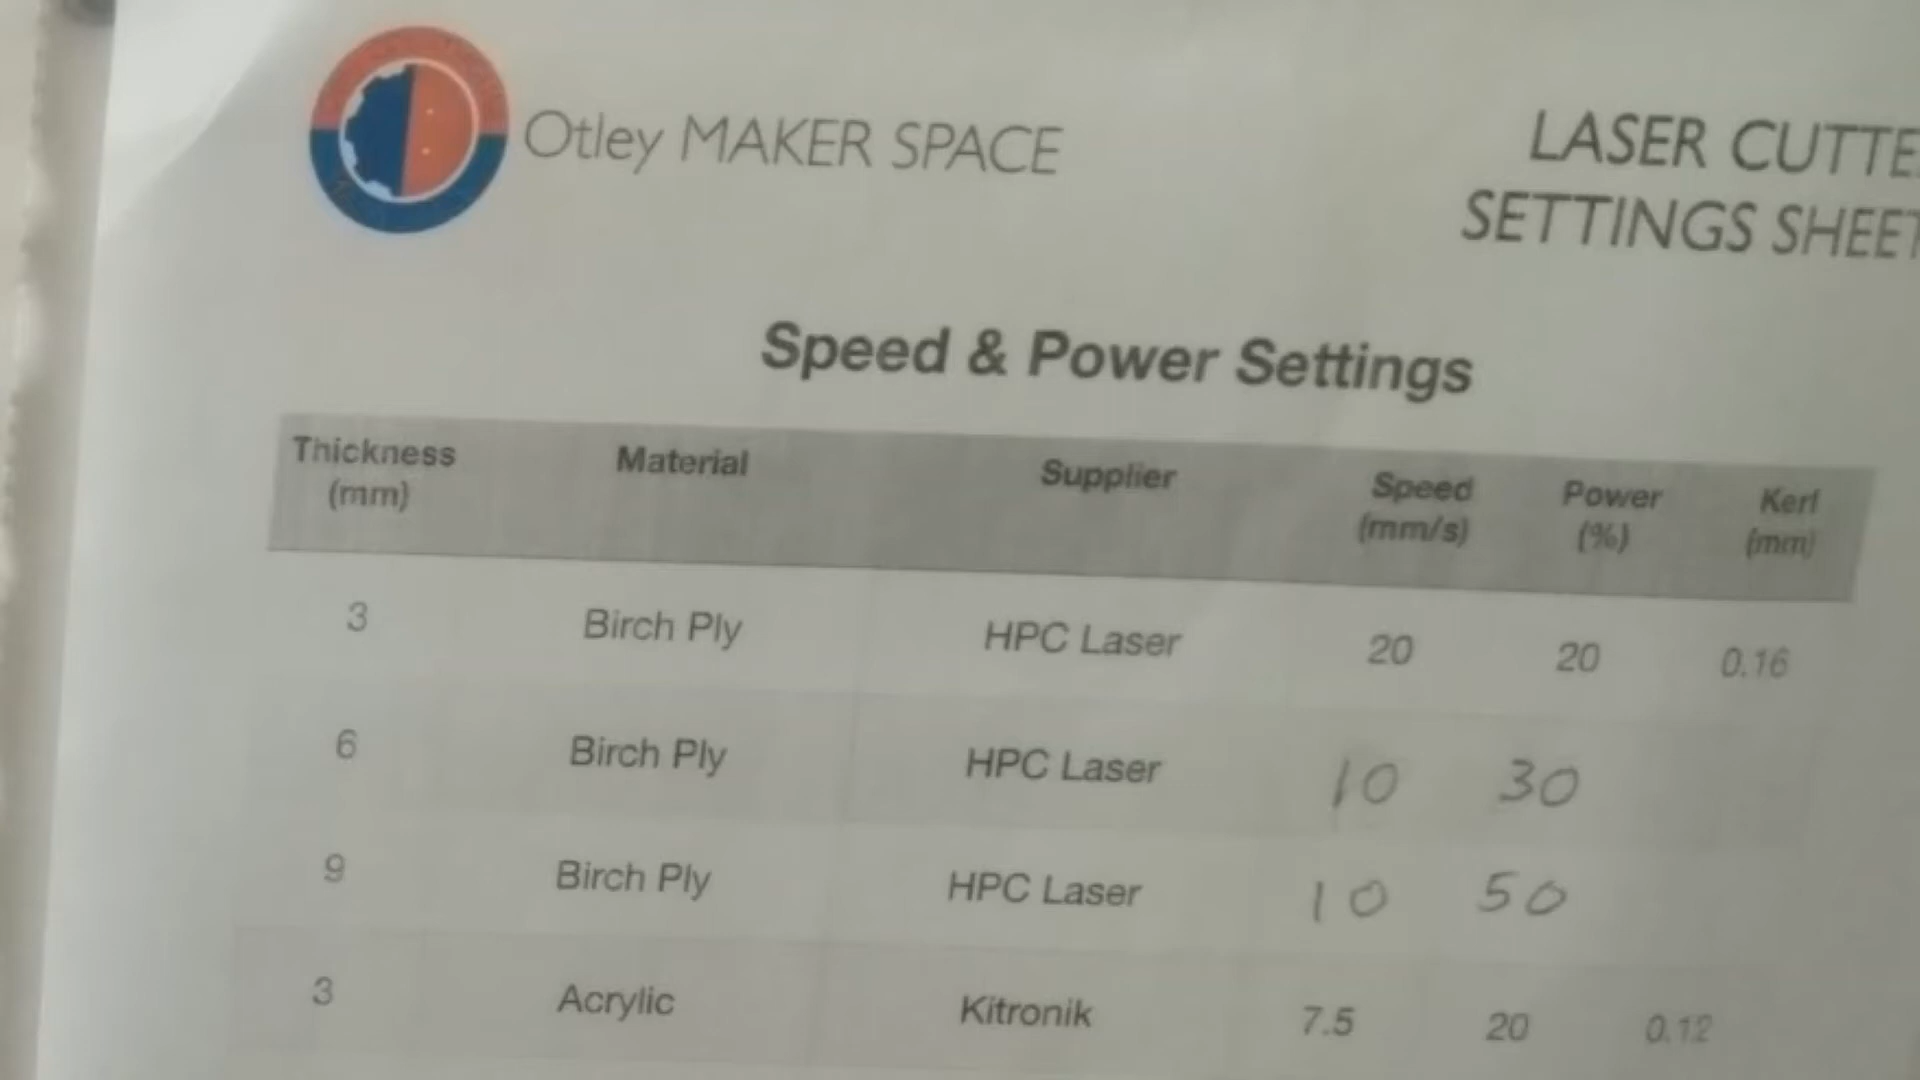 Otley MAKER SPACE
LASER CUTTE
SETTINGS SHEET
Speed & Power Settings
Thickness (mm) Material Supplier Speed (mm/s) Power (%) Kerf (mm)
3 Birch Ply HPC Laser 20 20 0.16
6 Birch Ply HPC Laser 10 30
9 Birch Ply HPC Laser 10 50
3 Acrylic Kitronik 7.5 20 0.12